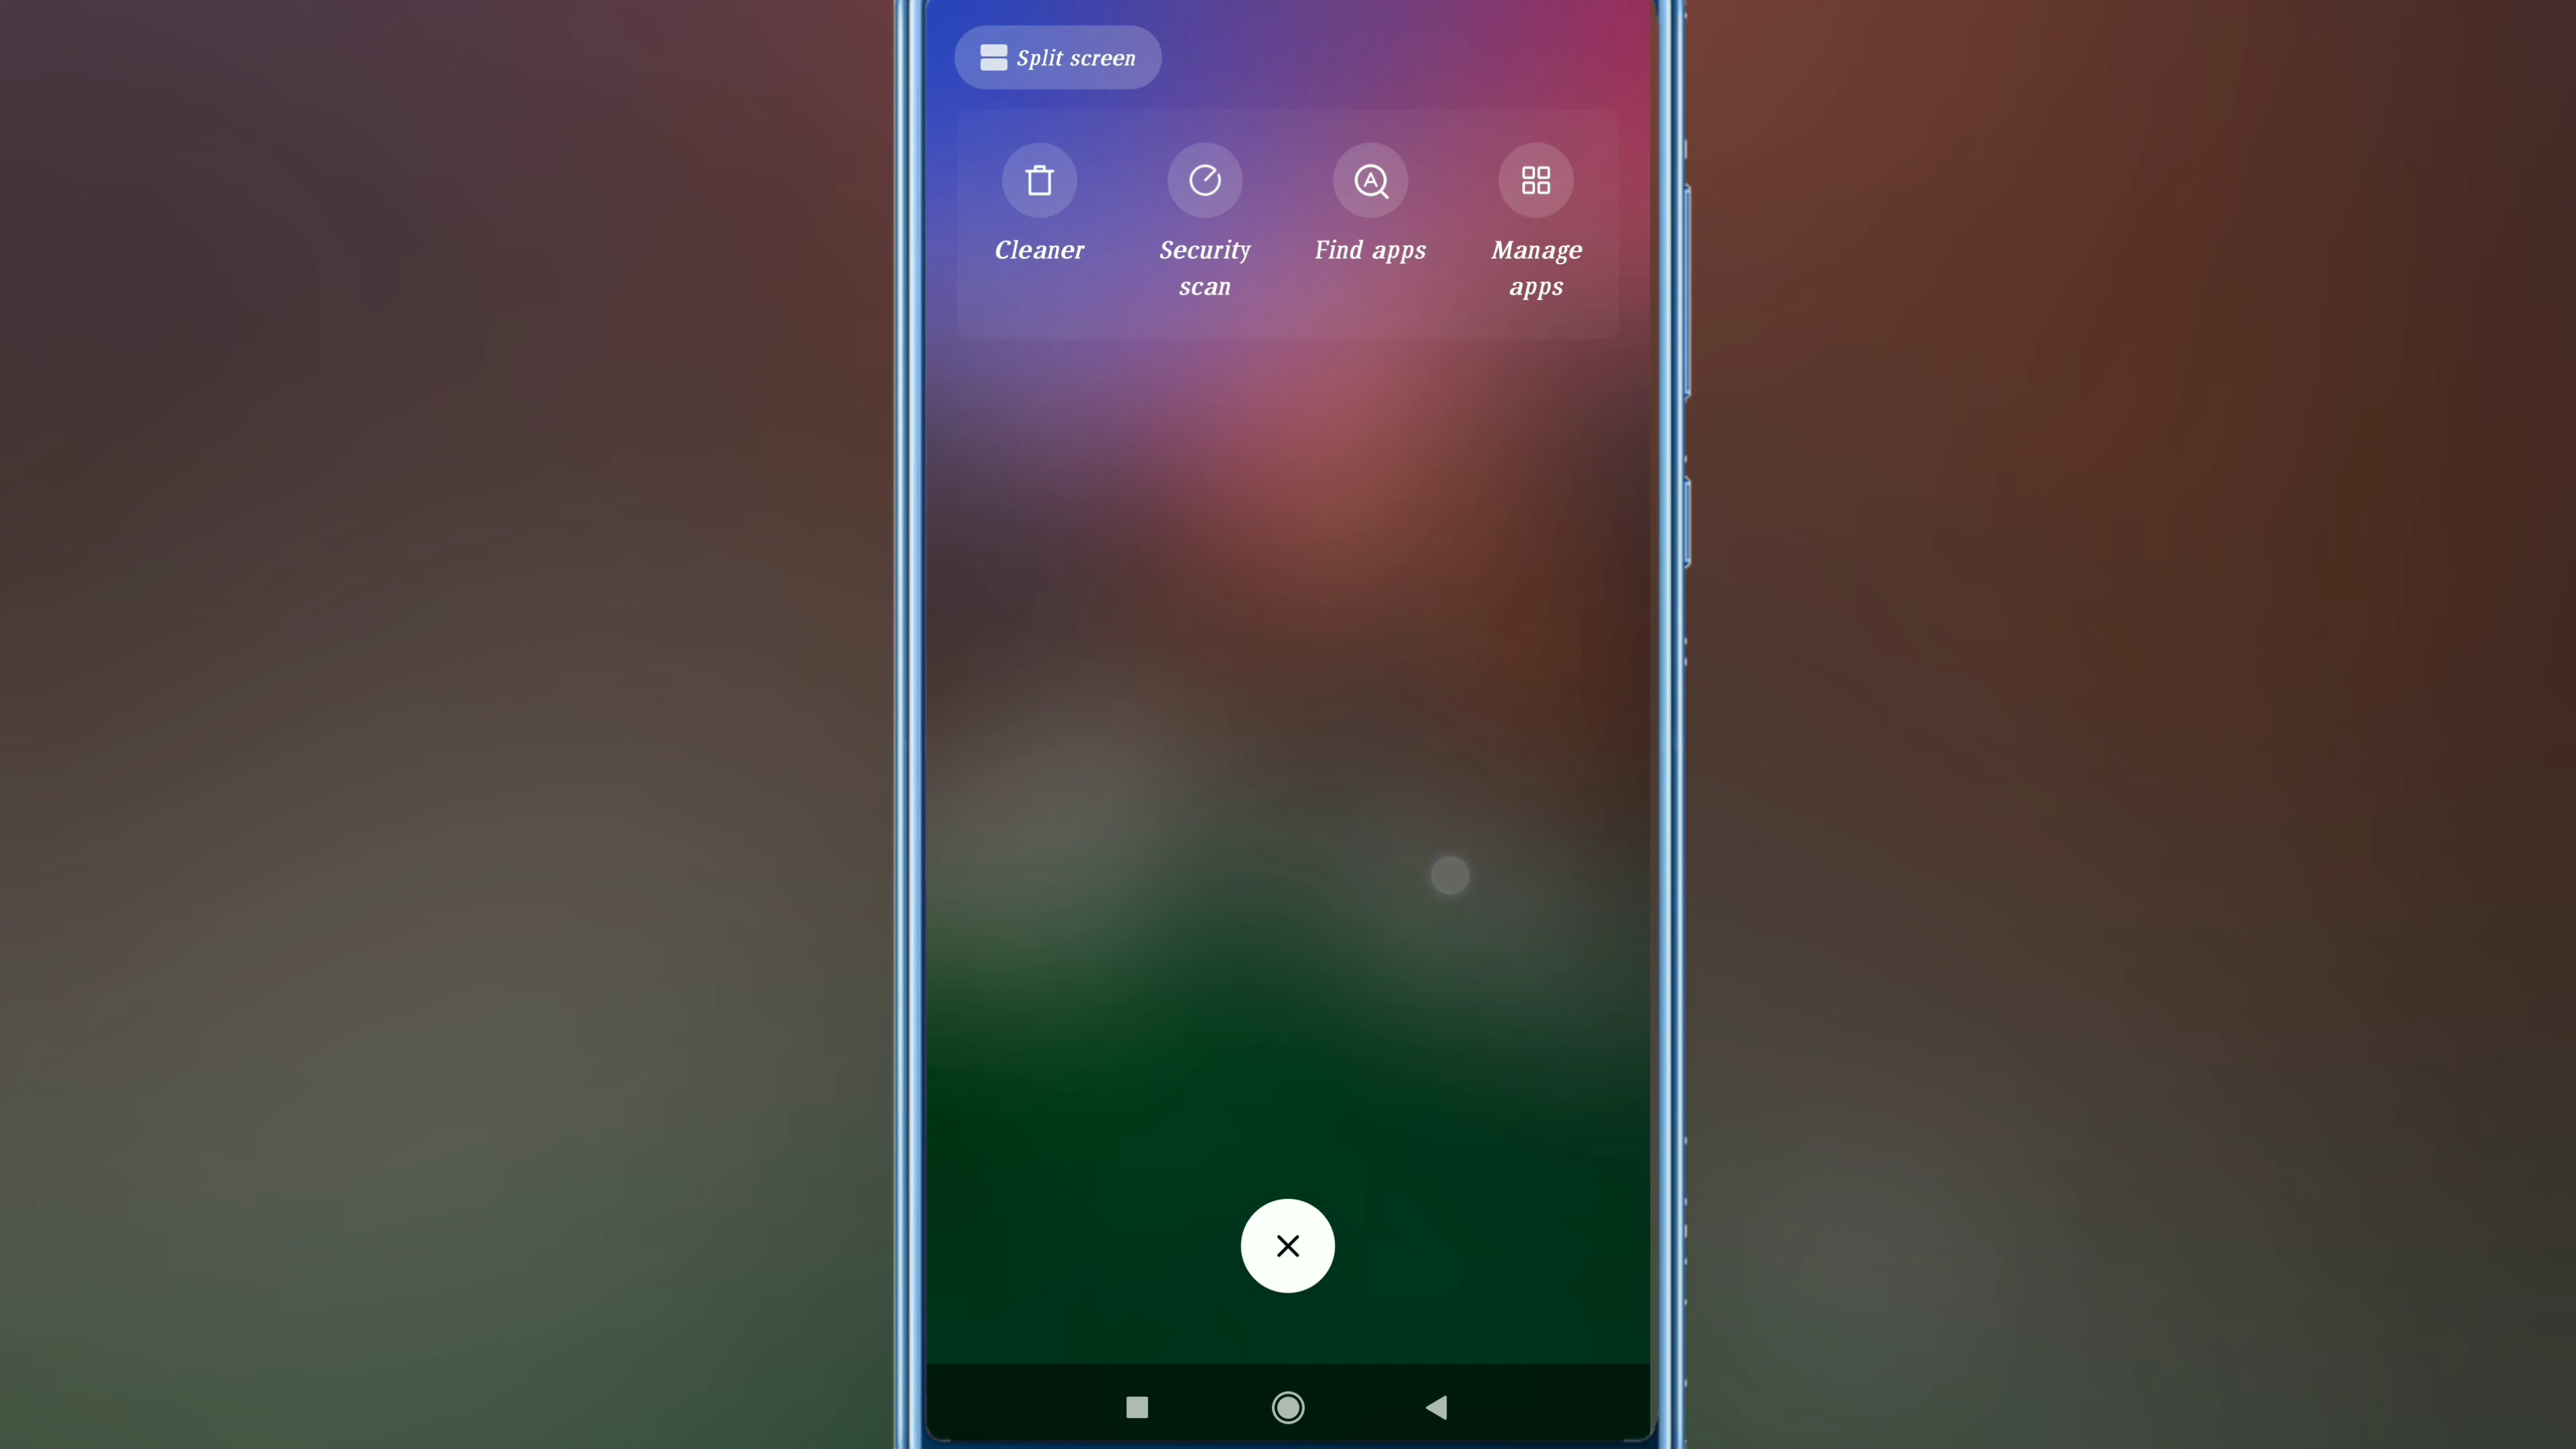 Split screen
Cleaner
Security
scan
Find apps
Manage
apps